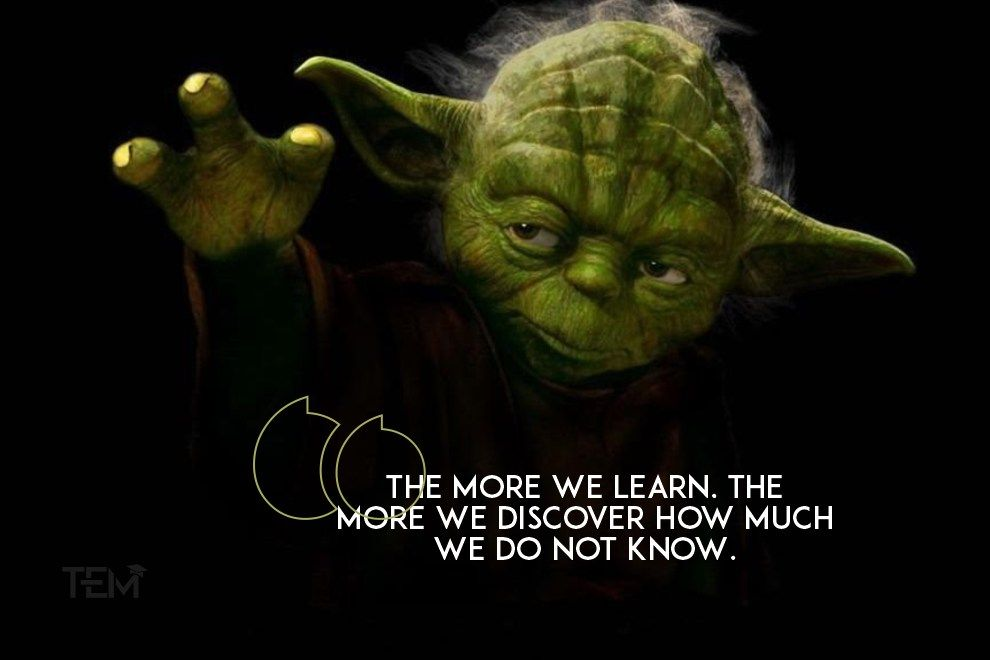 THE MORE WE LEARN. THE
MORE WE DISCOVER HOW MUCH
WE DO NOT KNOW.
TEM